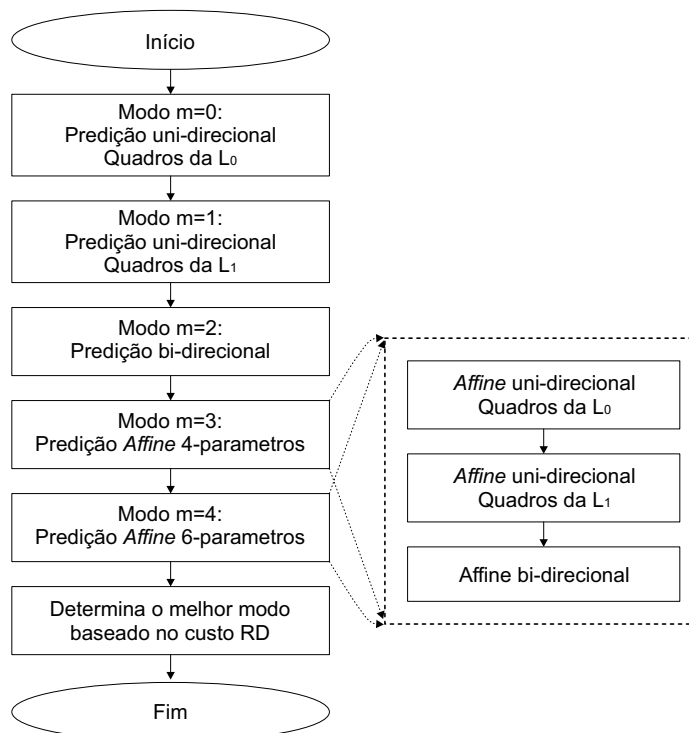 Início
Modo m=0:
Predição uni-direcional
Quadros da L0
Modo m=1:
Predição uni-direcional
Quadros da L1
Modo m=2:
Predição bi-direcional
Modo m=3:
Predição Affine 4-parametros
Modo m=4:
Predição Affine 6-parametros
Determina o melhor modo
baseado no custo RD
Fim
Affine uni-direcional
Quadros da L0
Affine uni-direcional
Quadros da L1
Affine bi-direcional